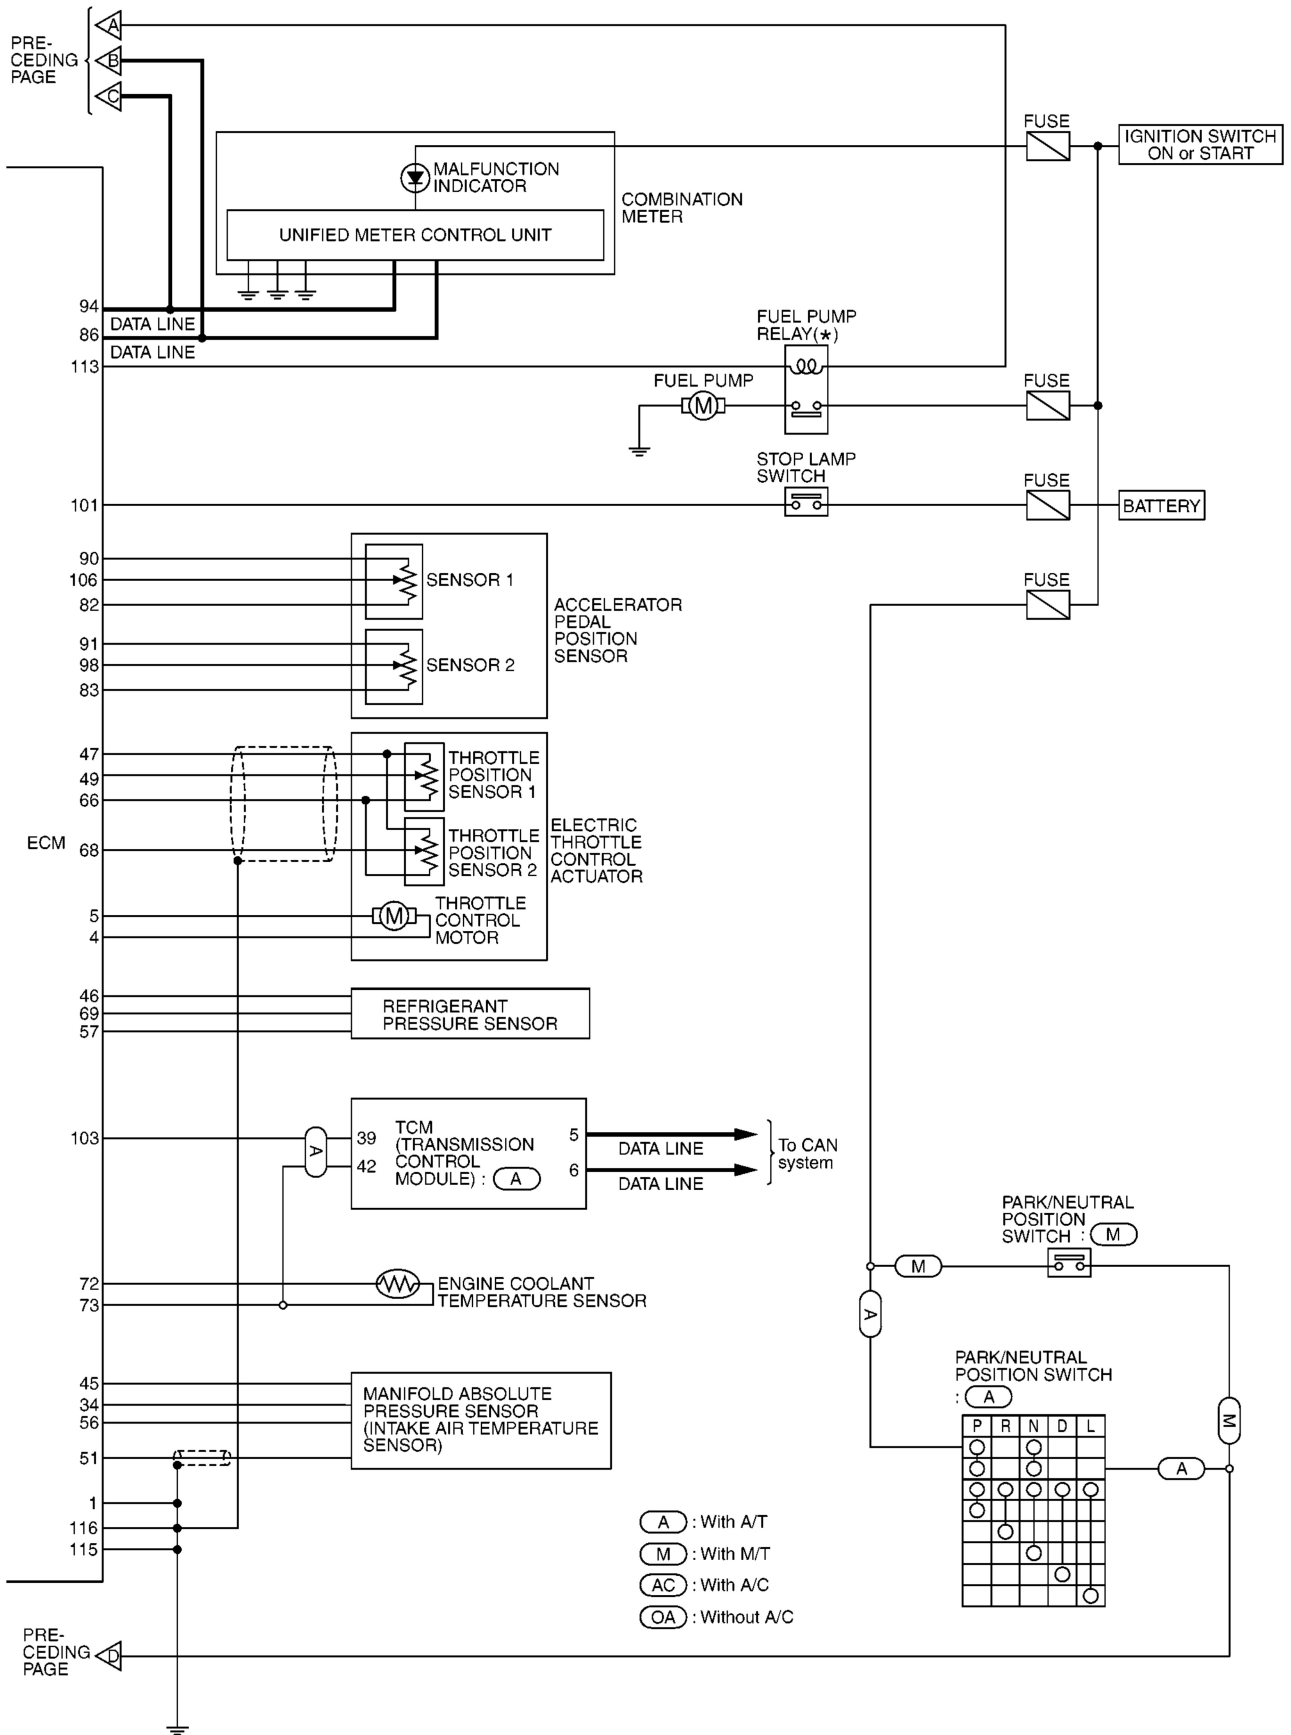 PRE-
CEDING
PAGE
A
B
C
FUSE
IGNITION SWITCH
ON or START
MALFUNCTION
INDICATOR
COMBINATION
METER
UNIFIED METER CONTROL UNIT
94
DATA LINE
86
DATA LINE
113
FUEL PUMP
RELAY(*)
FUEL PUMP
M
FUSE
STOP LAMP
SWITCH
FUSE
101
BATTERY
90
106
82
SENSOR 1
91
98
83
SENSOR 2
ACCELERATOR
PEDAL
POSITION
SENSOR
FUSE
47
49
66
THROTTLE
POSITION
SENSOR 1
ECM
68
THROTTLE
POSITION
SENSOR 2
ELECTRIC
THROTTLE
CONTROL
ACTUATOR
5
4
M
THROTTLE
CONTROL
MOTOR
46
69
57
REFRIGERANT
PRESSURE SENSOR
103
A
39
42
TCM
(TRANSMISSION
CONTROL
MODULE) : A
5
DATA LINE
6
DATA LINE
To CAN
system
PARK/NEUTRAL
POSITION
SWITCH : M
M
72
73
ENGINE COOLANT
TEMPERATURE SENSOR
A
PARK/NEUTRAL
POSITION SWITCH
: A
P R N D L
M
A
45
34
56
51
MANIFOLD ABSOLUTE
PRESSURE SENSOR
(INTAKE AIR TEMPERATURE
SENSOR)
1
116
115
A : With A/T
M : With M/T
AC : With A/C
OA : Without A/C
PRE-
CEDING
PAGE
D